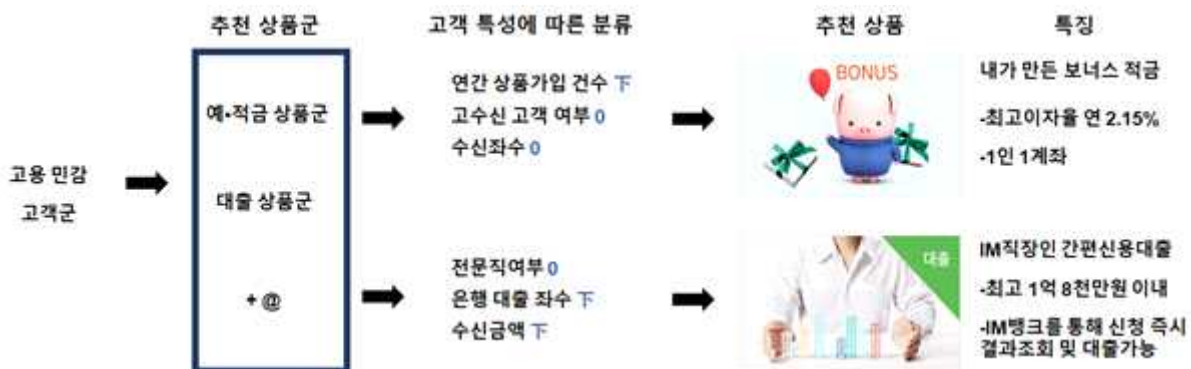 추천 상품군
고객 특성에 따른 분류
추천 상품
특징
고용 민감
고객군
예·적금 상품군
대출 상품군
+ @
연간 상품가입 건수 下
고수신 고객 여부 0
수신좌수 0
BONUS
내가 만든 보너스 적금
-최고이자율 연 2.15%
-1인 1계좌
전문직여부 0
은행 대출 좌수 下
수신금액 下
대출
IM직장인 간편신용대출
-최고 1억 8천만원 이내
-IM뱅크를 통해 신청 즉시
결과조회 및 대출가능